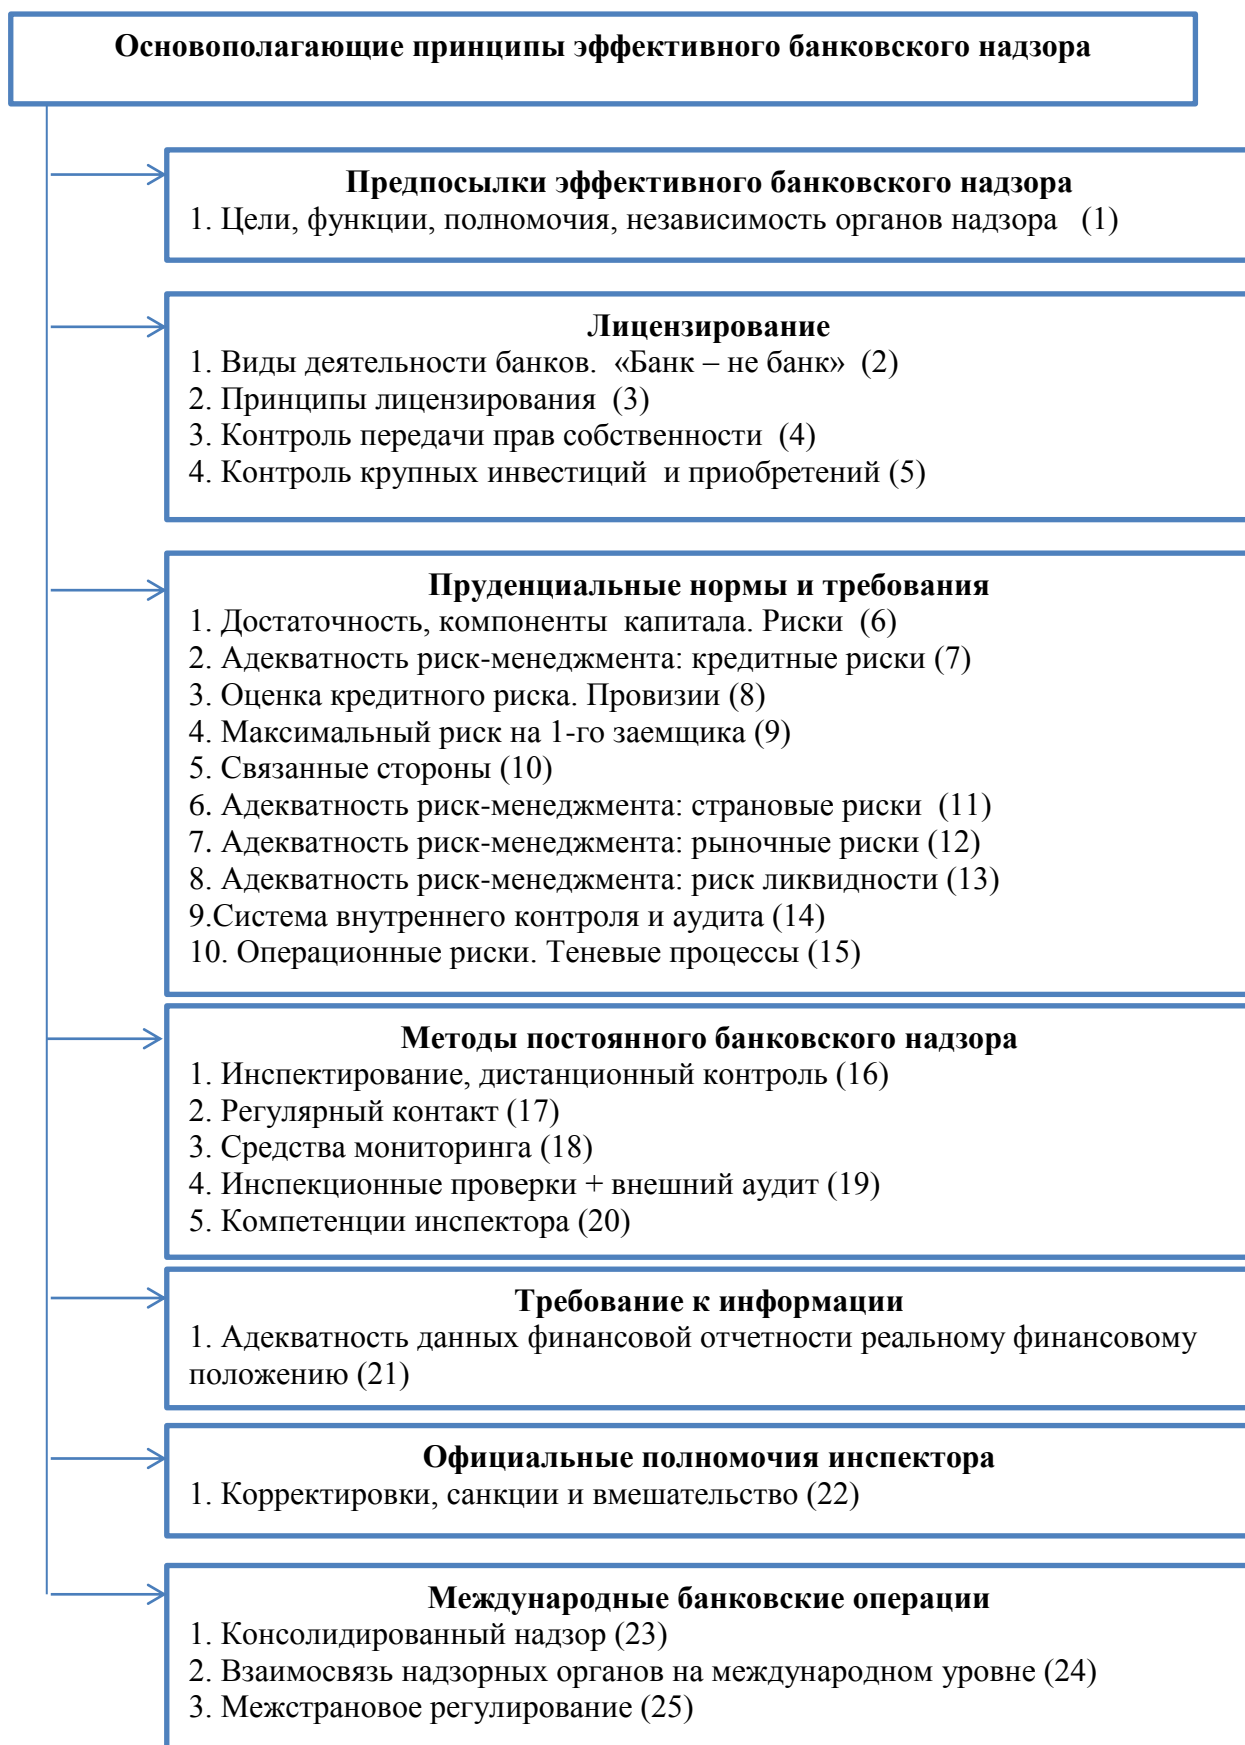 Основополагающие принципы эффективного банковского надзора
Предпосылки эффективного банковского надзора
1. Цели, функции, полномочия, независимость органов надзора (1)
Лицензирование
1. Виды деятельности банков. «Банк – не банк» (2)
2. Принципы лицензирования (3)
3. Контроль передачи прав собственности (4)
4. Контроль крупных инвестиций и приобретений (5)
Пруденциальные нормы и требования
1. Достаточность, компоненты капитала. Риски (6)
2. Адекватность риск-менеджмента: кредитные риски (7)
3. Оценка кредитного риска. Провизии (8)
4. Максимальный риск на 1-го заемщика (9)
5. Связанные стороны (10)
6. Адекватность риск-менеджмента: страновые риски (11)
7. Адекватность риск-менеджмента: рыночные риски (12)
8. Адекватность риск-менеджмента: риск ликвидности (13)
9.Система внутреннего контроля и аудита (14)
10. Операционные риски. Теневые процессы (15)
Методы постоянного банковского надзора
1. Инспектирование, дистанционный контроль (16)
2. Регулярный контакт (17)
3. Средства мониторинга (18)
4. Инспекционные проверки + внешний аудит (19)
5. Компетенции инспектора (20)
Требование к информации
1. Адекватность данных финансовой отчетности реальному финансовому
положению (21)
Официальные полномочия инспектора
1. Корректировки, санкции и вмешательство (22)
Международные банковские операции
1. Консолидированный надзор (23)
2. Взаимосвязь надзорных органов на международном уровне (24)
3. Межстрановое регулирование (25)